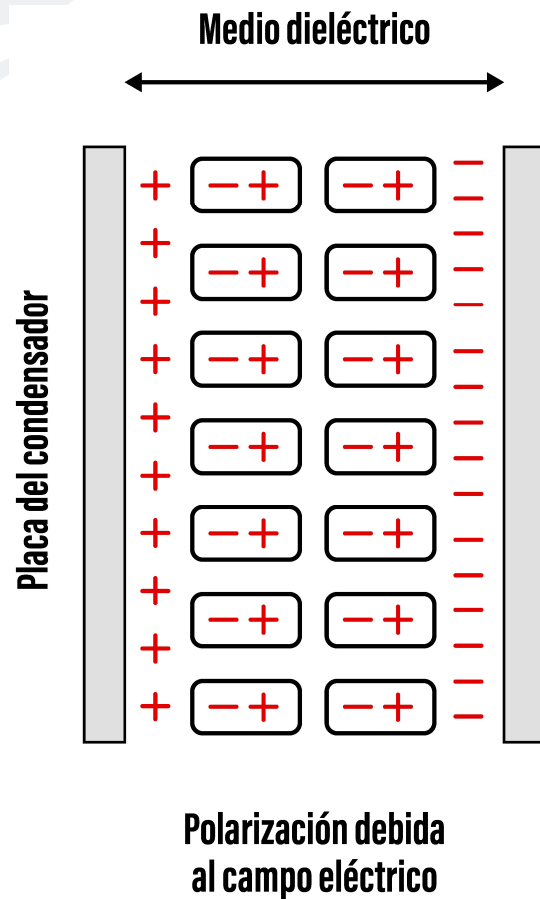 Medio dieléctrico
Placa del condensador
Polarización debida
al campo eléctrico